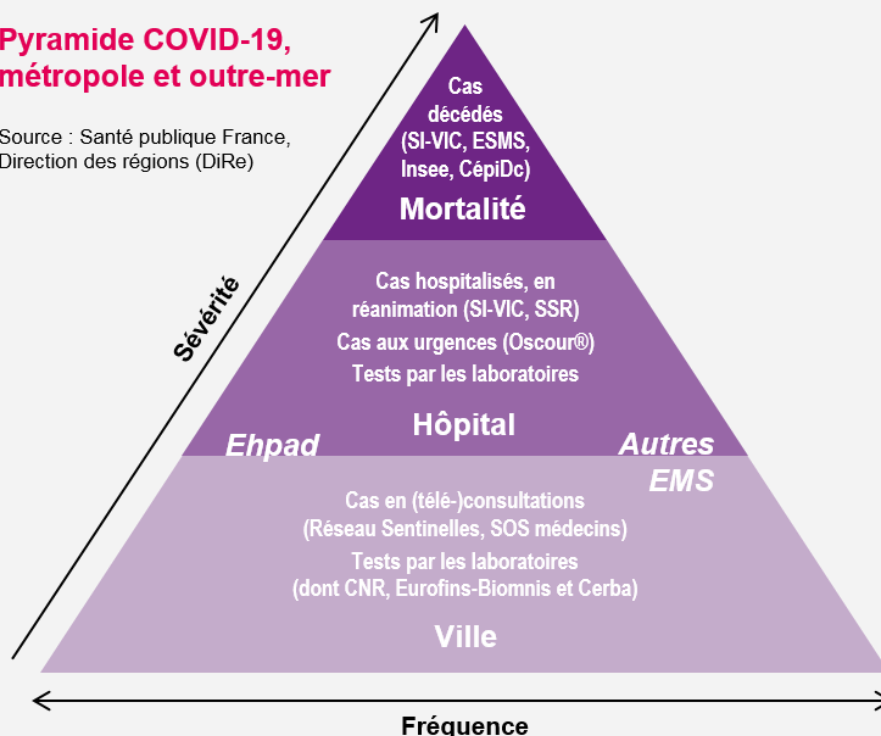 Pyramide COVID-19,
métropole et outre-mer
Source : Santé publique France,
Direction des régions (DiRe)
Sévérité
Cas
décédés
(SI-VIC, ESMS,
Insee, CépiDc)
Mortalité
Cas hospitalisés, en
réanimation (SI-VIC, SSR)
Cas aux urgences (Oscour®)
Tests par les laboratoires
Hôpital
Ehpad
Autres
EMS
Cas en (télé-)consultations
(Réseau Sentinelles, SOS médecins)
Tests par les laboratoires
(dont CNR, Eurofins-Biomnis et Cerba)
Ville
Fréquence